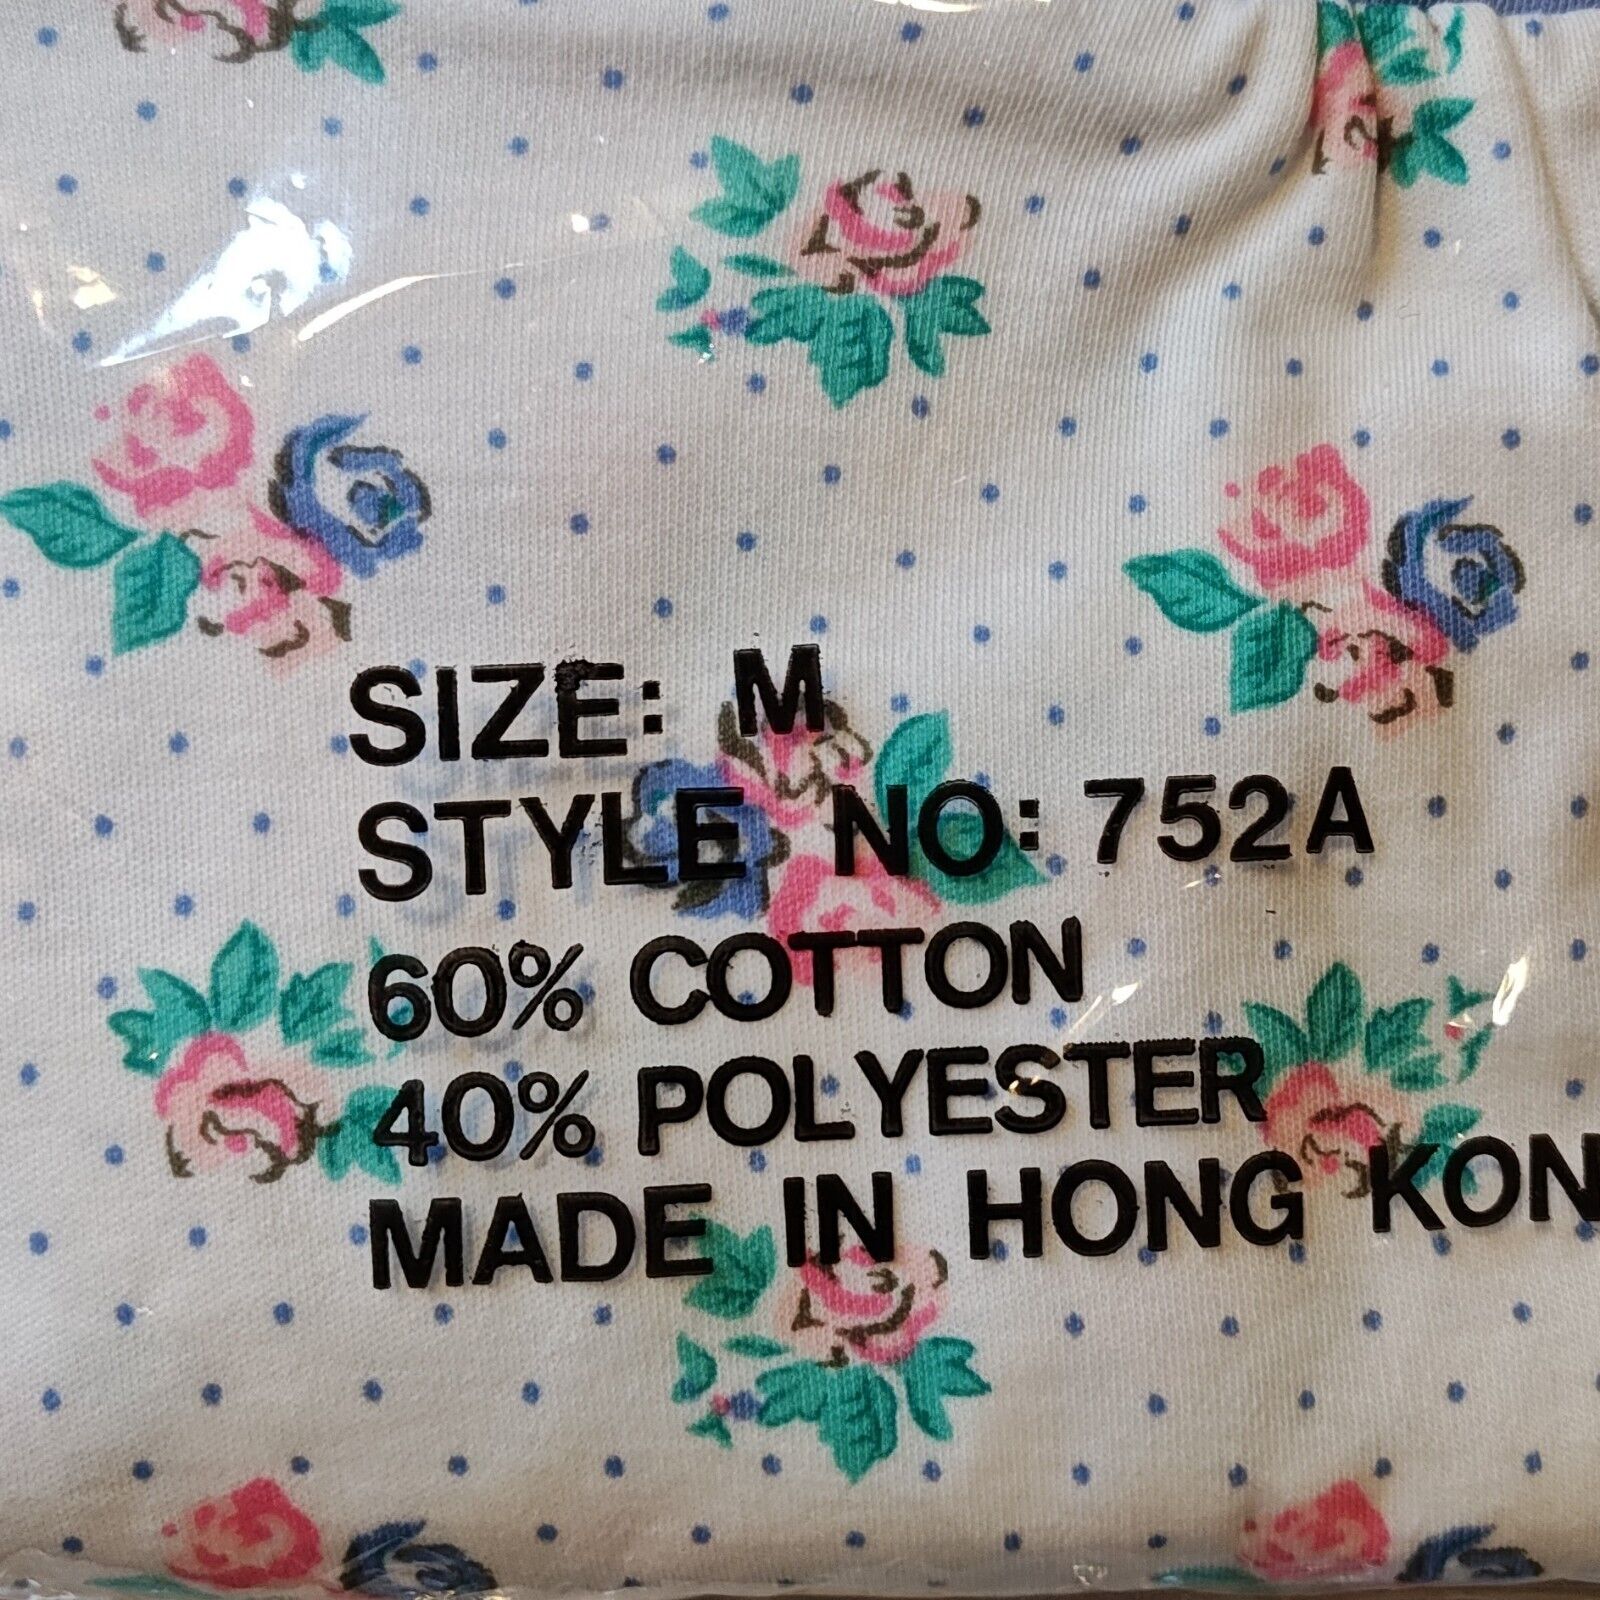 SIZE: M
STYLE NO: 752A
60% COTTON
40% POLYESTER
MADE IN HONG KON